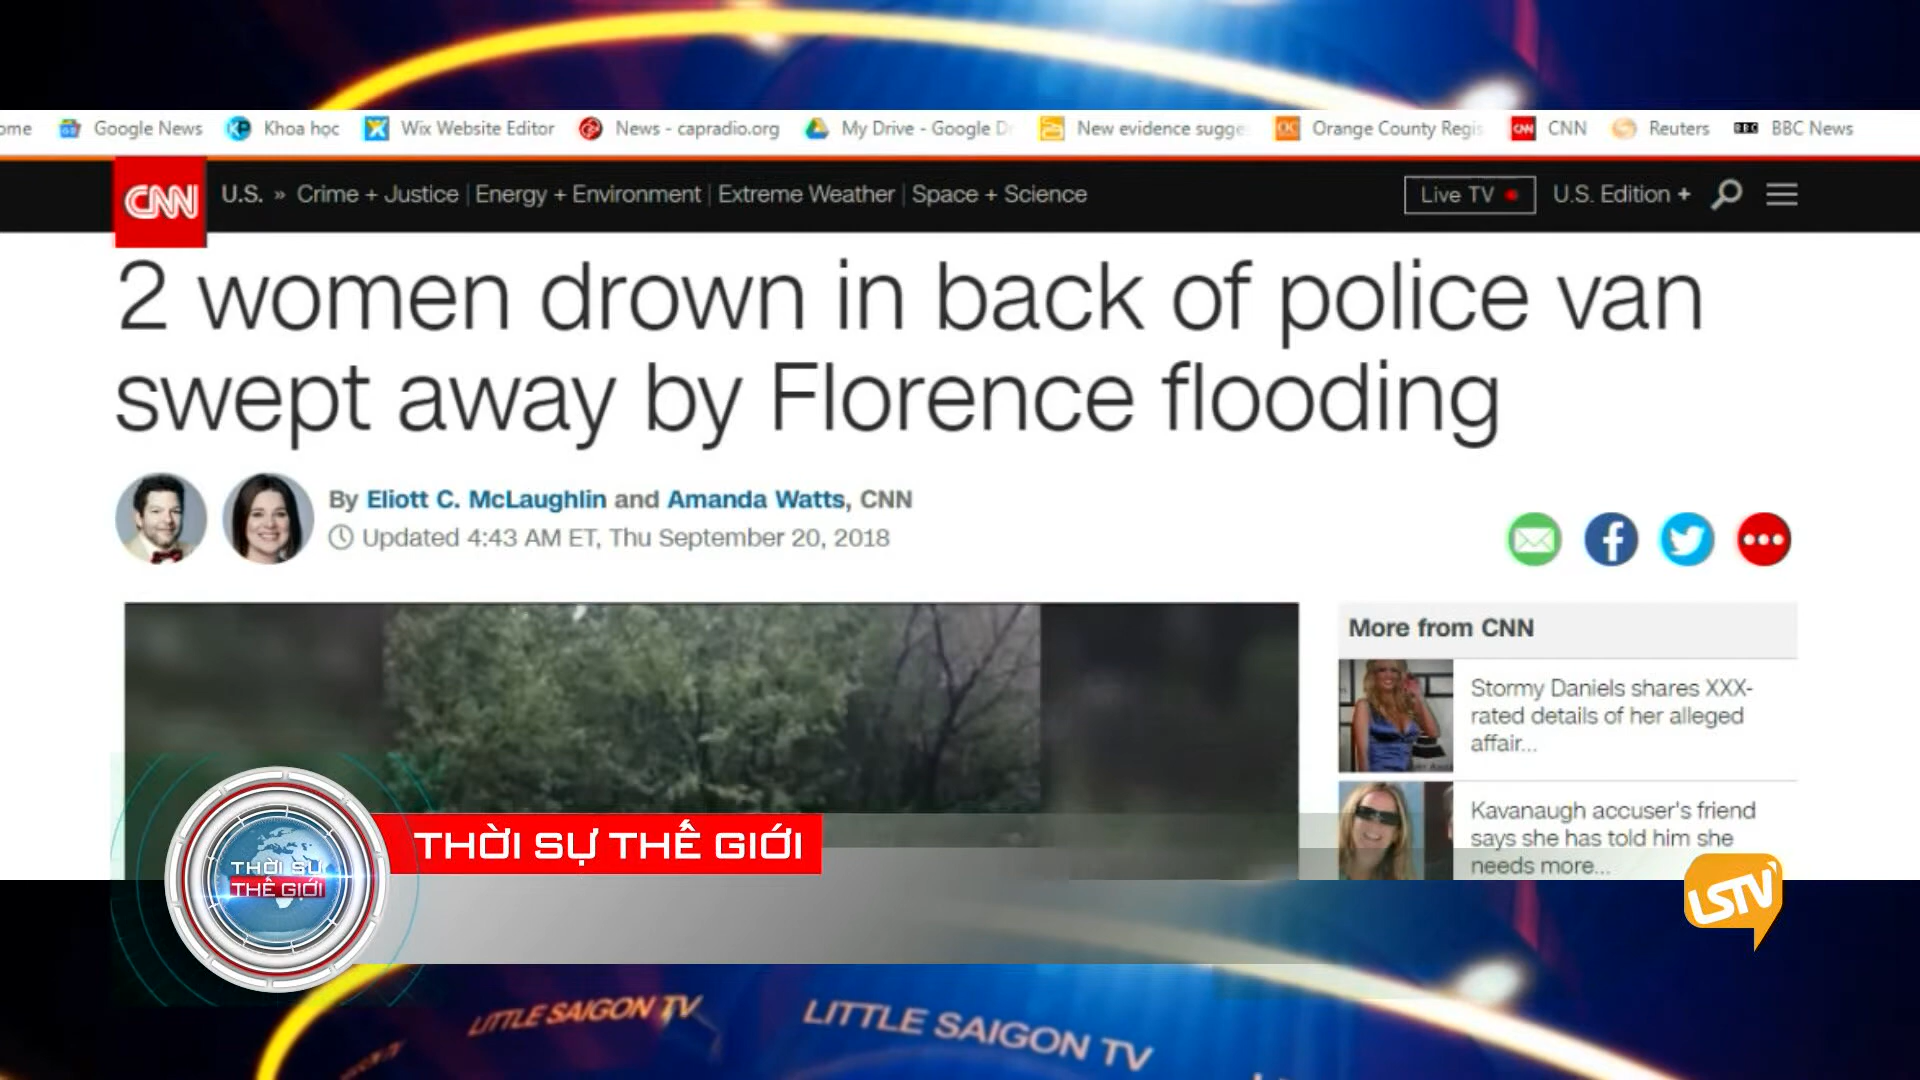 ome Google News Khoa học Wix Website Editor News - capradio.org My Drive - Google Dr New evidence sugge OC Orange County Regis CNN CNN Reuters BBC BBC News
CNN U.S. » Crime + Justice | Energy + Environment | Extreme Weather | Space + Science Live TV U.S. Edition +
2 women drown in back of police van
swept away by Florence flooding
By Eliott C. McLaughlin and Amanda Watts, CNN
Updated 4:43 AM ET, Thu September 20, 2018
More from CNN
Stormy Daniels shares XXX-
rated details of her alleged
affair...
Kavanaugh accuser's friend
says she has told him she
needs more...
THỜI SỰ THẾ GIỚI
THỜI SỰ
THẾ GIỚI
LSTV
LITTLE SAIGON TV
LITTLE SAIGON TV